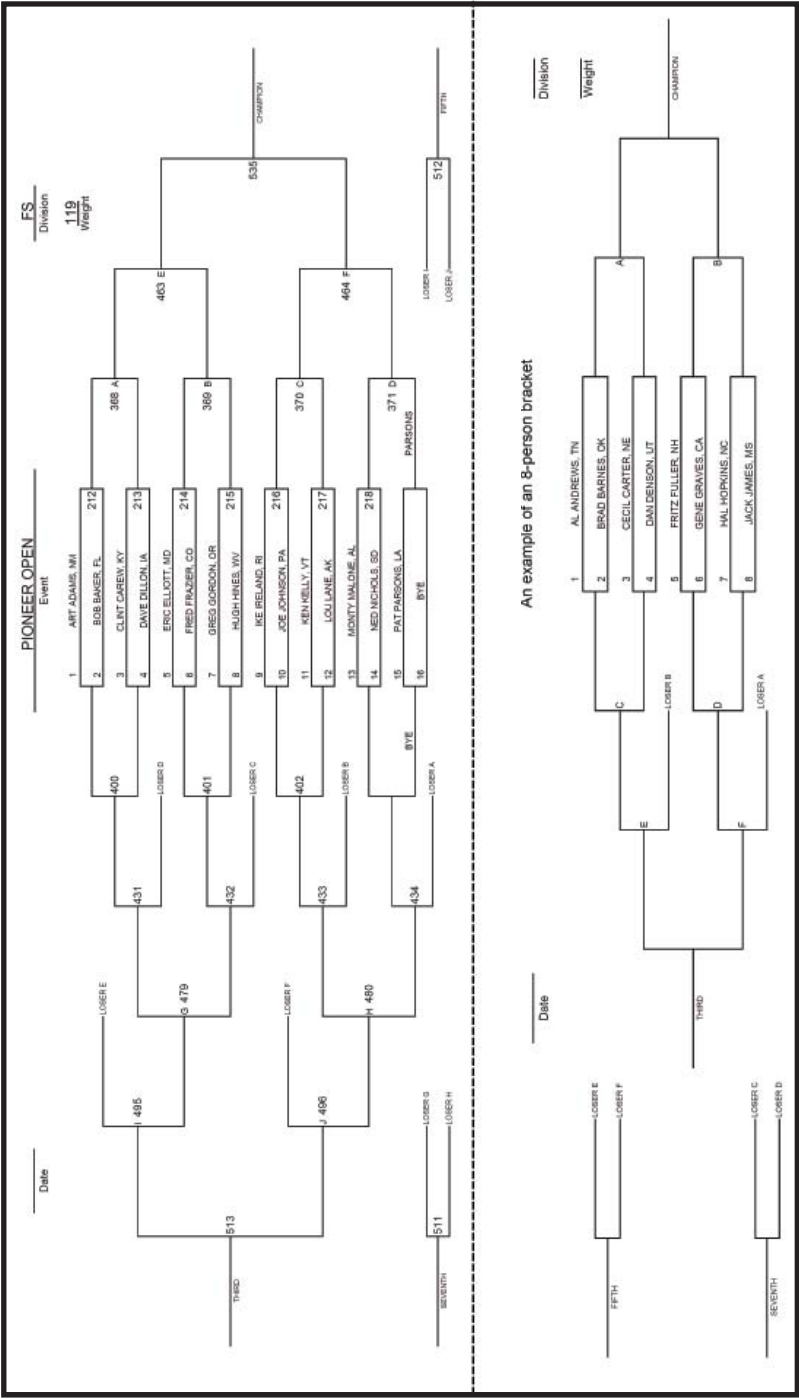 PIONEER OPEN
Event
FS
Division
119
Weight
Date
1 ART ADAMS, NM
2 BOB BAKER, FL 212
3 CLINT CAREW, KY
4 DAVE DILLON, IA 213
5 ERIC ELLIOTT, MD
6 FRED FRAZIER, CO 214
7 GREG GORDON, OR
8 HUGH HINES, WV 215
9 IKE IRELAND, RI
10 JOE JOHNSON, PA 216
11 KEN KELLY, VT
12 LOU LANE, AK 217
13 MONTY MALONE, AL
14 NED NICHOLS, SD 218
15 PAT PARSONS, LA
16 BYE
PARSONS
368 A
369 B
370 C
371 D
463 E
464 F
535
CHAMPION
LOSER I
LOSER J
512
FIFTH
BYE
400
401
402
LOSER D
LOSER C
LOSER B
LOSER A
431
432
433
434
LOSER E
G 479
LOSER F
H 480
I 495
J 496
513
THIRD
LOSER G
LOSER H
511
SEVENTH
An example of an 8-person bracket
Division
Weight
Date
1 AL ANDREWS, TN
2 BRAD BARNES, OK
3 CECIL CARTER, NE
4 DAN DENSON, UT
5 FRITZ FULLER, NH
6 GENE GRAVES, CA
7 HAL HOPKINS, NC
8 JACK JAMES, MS
A
B
CHAMPION
C
LOSER B
D
LOSER A
E
F
THIRD
LOSER E
LOSER F
FIFTH
LOSER C
LOSER D
SEVENTH